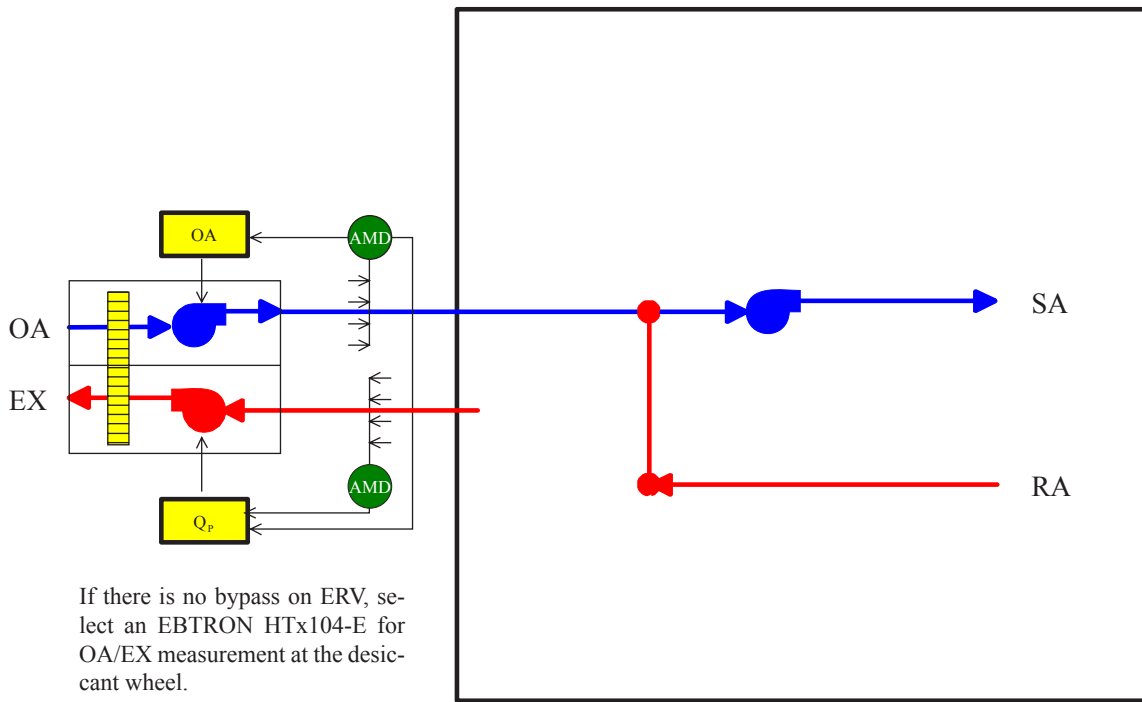 OA
AMD
OA
SA
EX
RA
AMD
Q_P
If there is no bypass on ERV, se-
lect an EBTRON HTx104-E for
OA/EX measurement at the desic-
cant wheel.